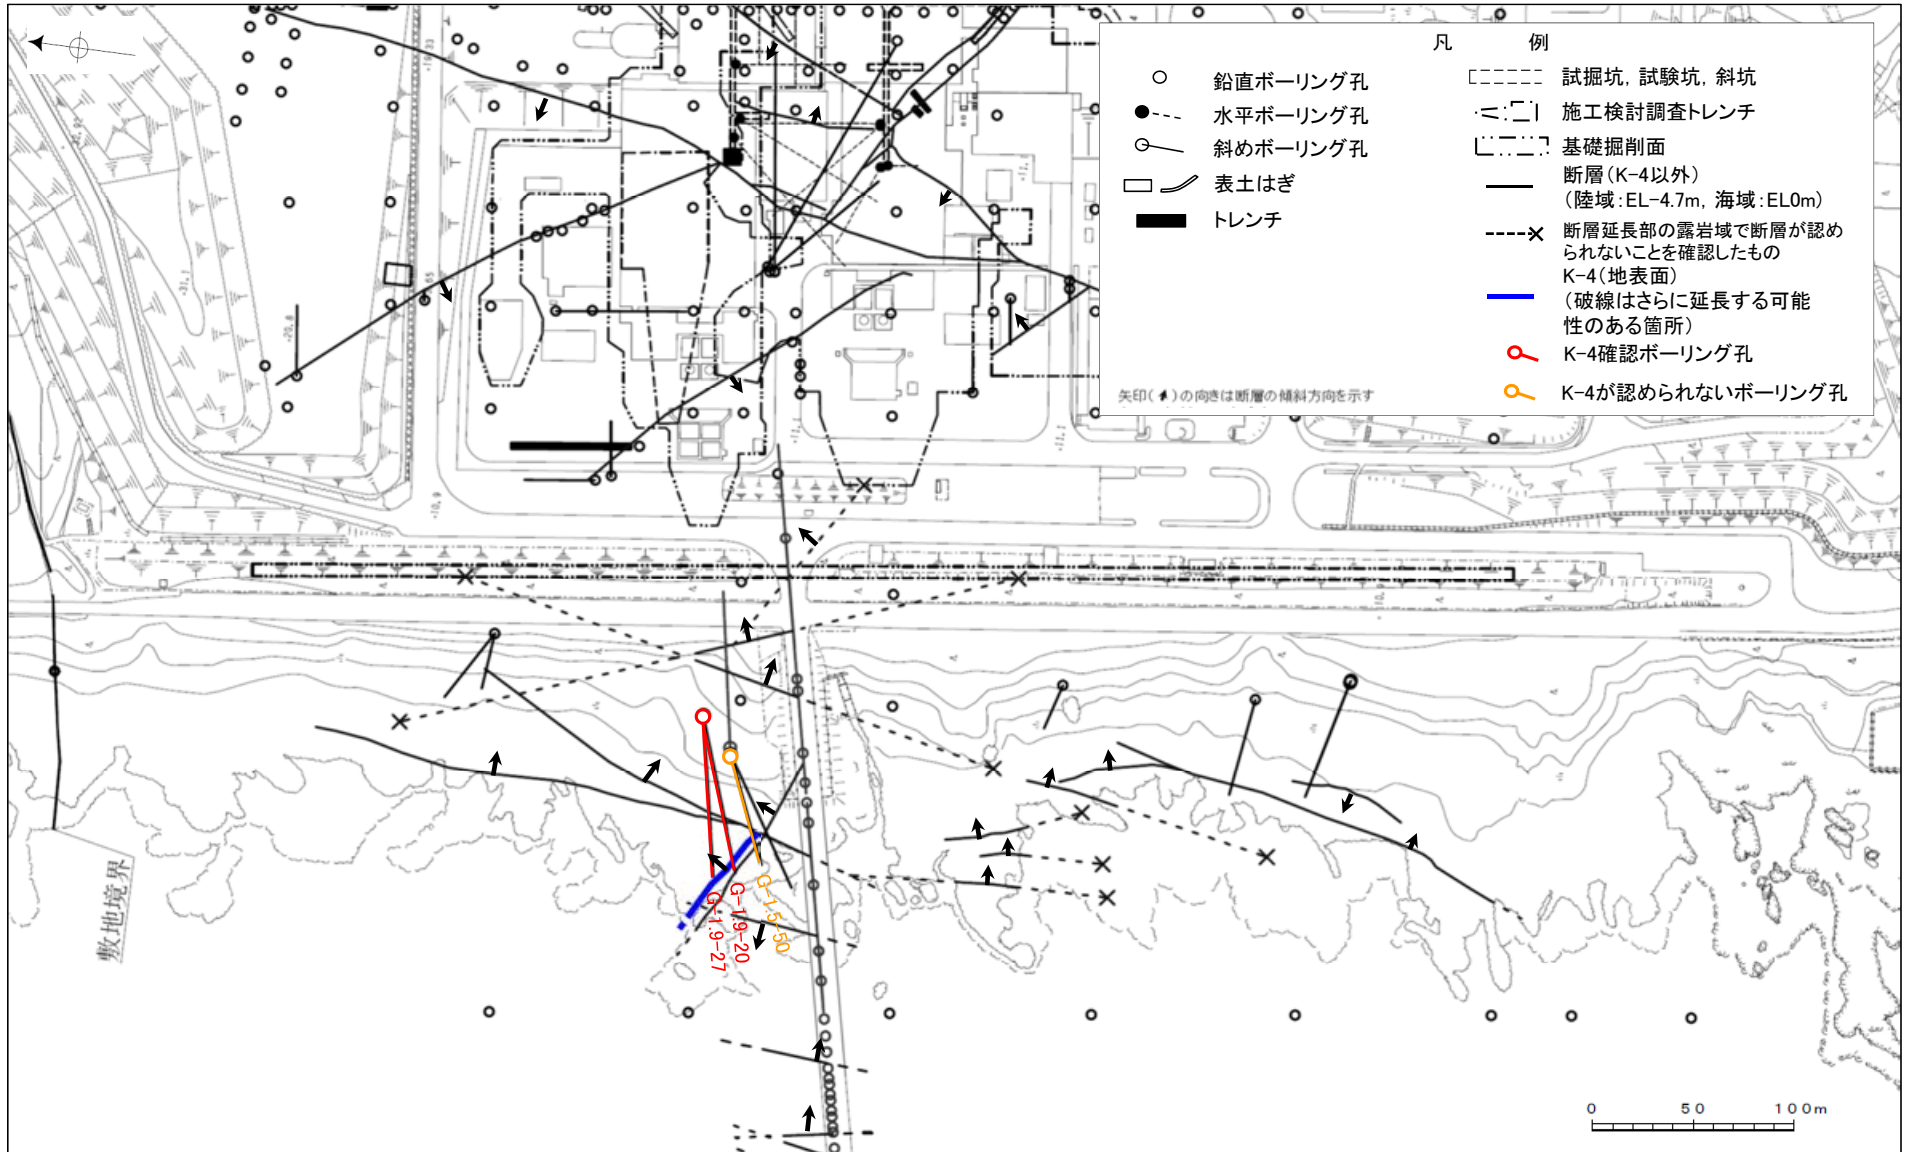 凡　例
鉛直ボーリング孔
水平ボーリング孔
斜めボーリング孔
表土はぎ
トレンチ
試掘坑, 試験坑, 斜坑
施工検討調査トレンチ
基礎掘削面
断層(K-4以外)
(陸域:EL-4.7m, 海域:EL0m)
断層延長部の露岩域で断層が認め
られないことを確認したもの
K-4(地表面)
(破線はさらに延長する可能
性のある箇所)
K-4確認ボーリング孔
K-4が認められないボーリング孔
矢印( )の向きは断層の傾斜方向を示す
敷地境界
G-1.9-27
G-1.9-20
G-1.5-50
0 50 100m